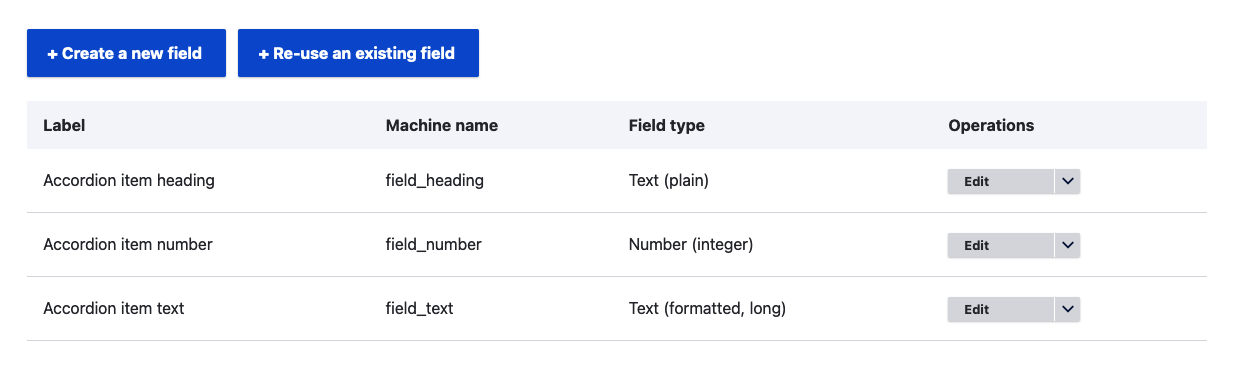 + Create a new field + Re-use an existing field
Label Machine name Field type Operations
Accordion item heading field_heading Text (plain) Edit
Accordion item number field_number Number (integer) Edit
Accordion item text field_text Text (formatted, long) Edit